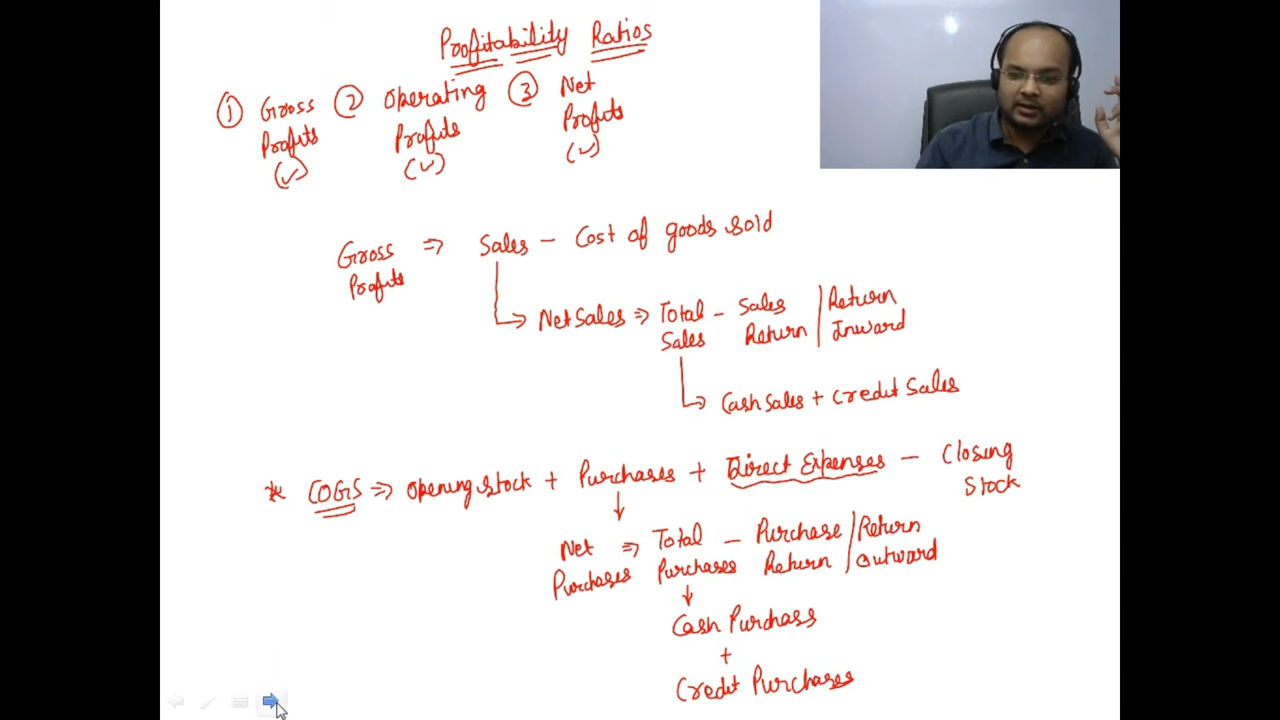 Profitability Ratios
① Gross Profits (✓) ② Operating Profits (✓) ③ Net Profits (✓)
Gross Profits ⇒ Sales – Cost of goods sold
Net Sales ⇒ Total Sales – Sales Return / Return Inward
Cash Sales + Credit Sales
* COGS ⇒ Opening Stock + Purchases + Direct Expenses – Closing Stock
Net Purchases ⇒ Total Purchases – Purchase Return / Return Outward
Cash Purchass
+
Credit Purchases